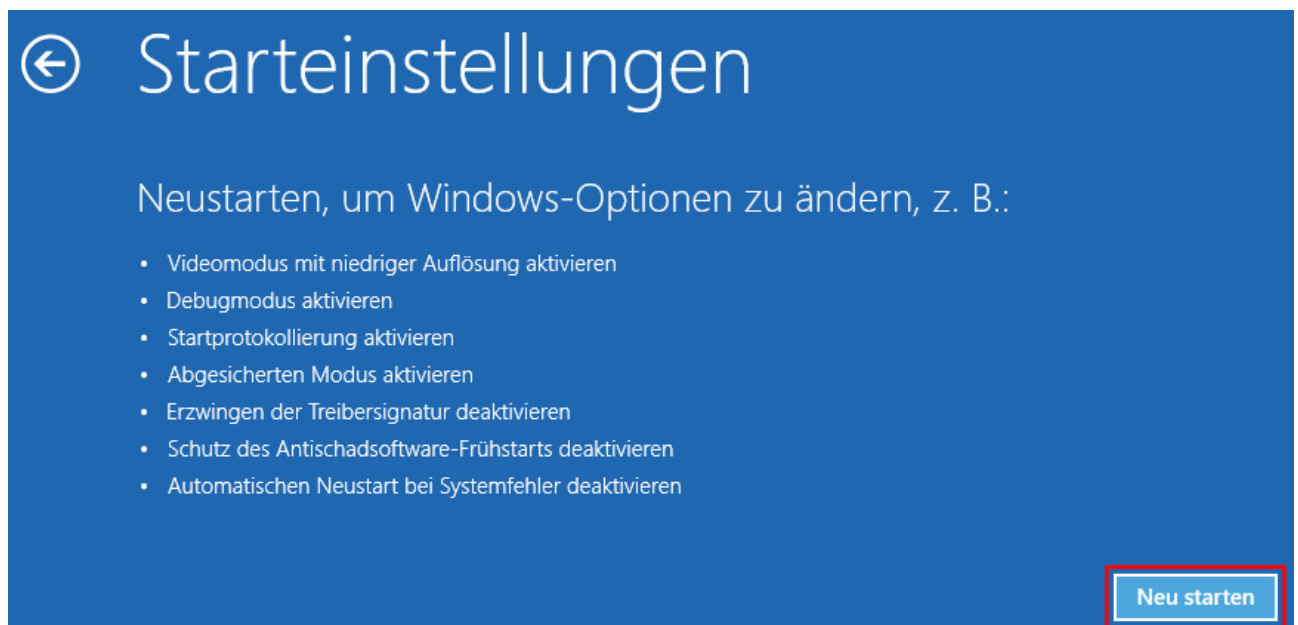 Starteinstellungen
Neustarten, um Windows-Optionen zu ändern, z. B.:
• Videomodus mit niedriger Auflösung aktivieren
• Debugmodus aktivieren
• Startprotokollierung aktivieren
• Abgesicherten Modus aktivieren
• Erzwingen der Treibersignatur deaktivieren
• Schutz des Antischadsoftware-Frühstarts deaktivieren
• Automatischen Neustart bei Systemfehler deaktivieren
Neu starten